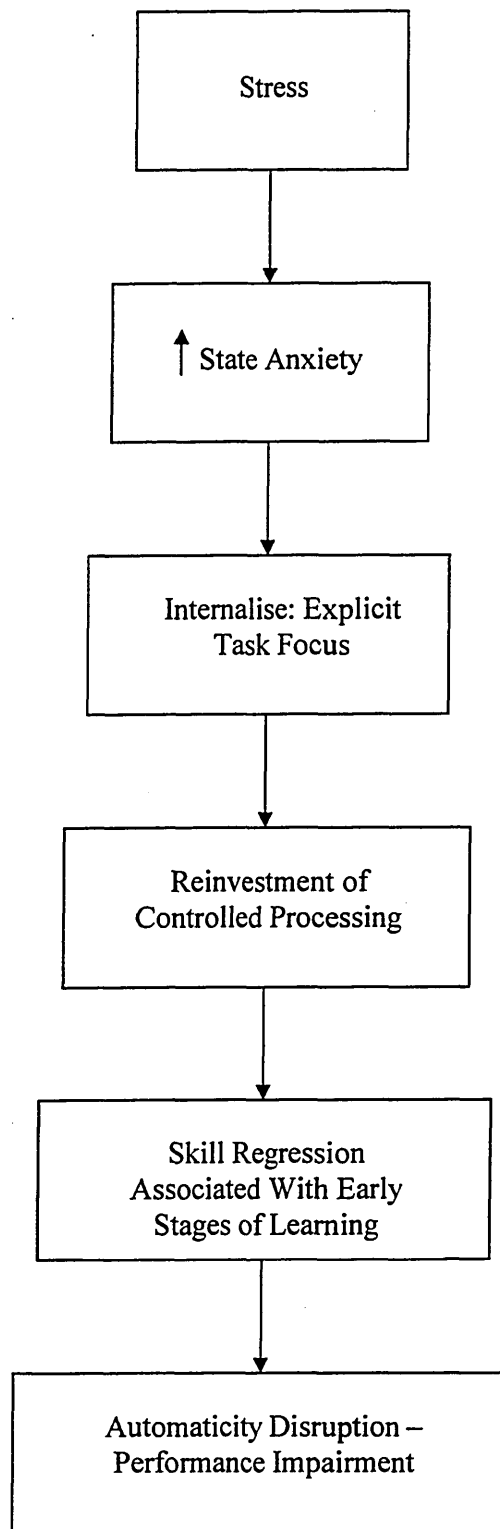 Stress
↑ State Anxiety
Internalise: Explicit
Task Focus
Reinvestment of
Controlled Processing
Skill Regression
Associated With Early
Stages of Learning
Automaticity Disruption –
Performance Impairment